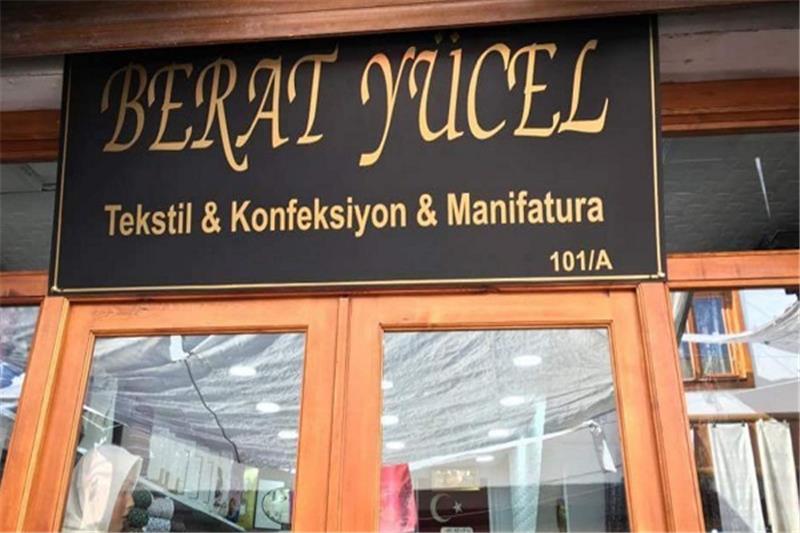 BERAT YÜCEL
Tekstil & Konfeksiyon & Manifatura
101/A